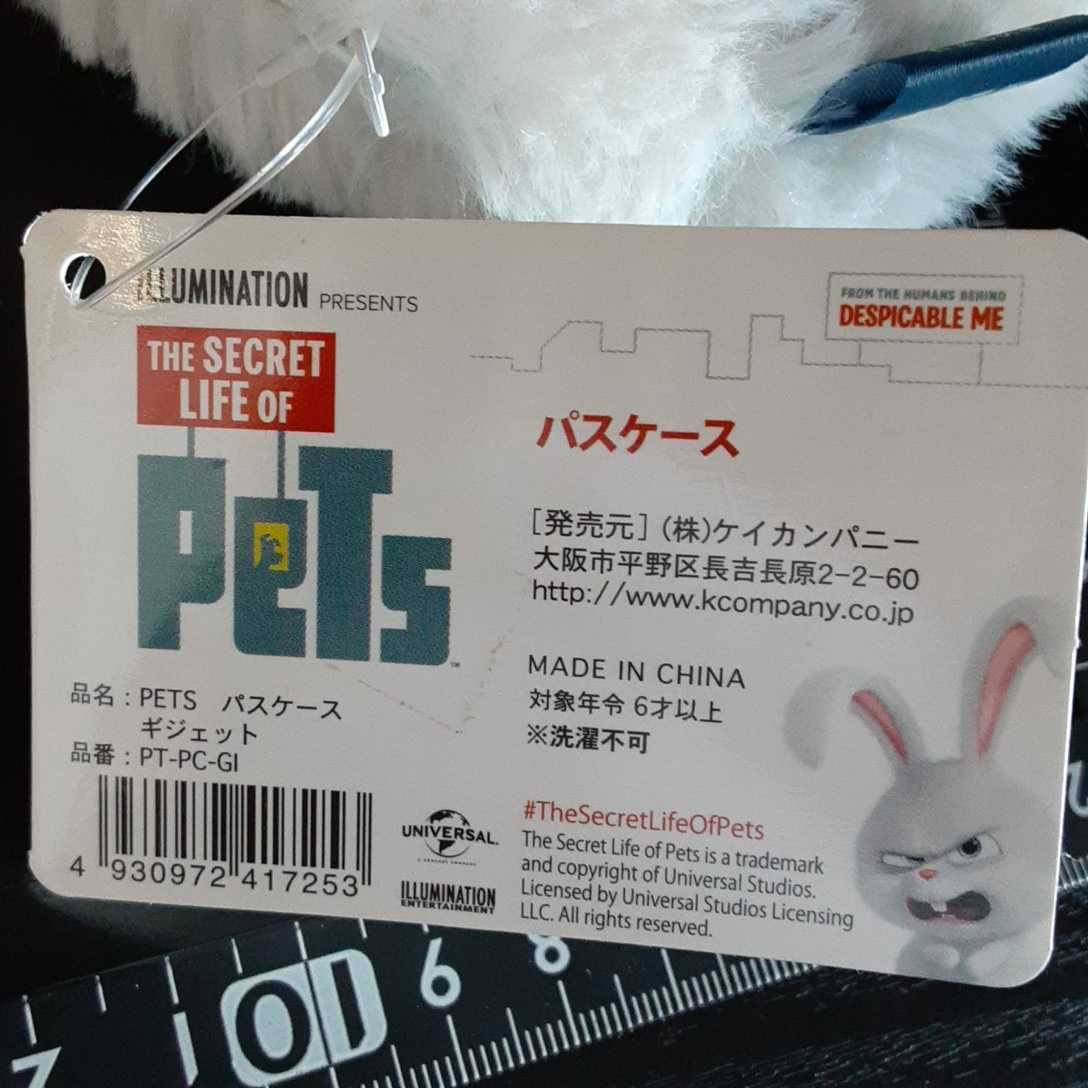 ILLUMINATION PRESENTS
THE SECRET
LIFE OF
PeTs™
FROM THE HUMANS BEHIND
DESPICABLE ME
パスケース
[発売元] (株)ケイカンパニー
大阪市平野区長吉長原2-2-60
http://www.kcompany.co.jp
MADE IN CHINA
対象年令 6才以上
※洗濯不可
品名：PETS パスケース
ギジェット
品番：PT-PC-GI
4 930972 417253
UNIVERSAL
ILLUMINATION
ENTERTAINMENT
#TheSecretLifeOfPets
The Secret Life of Pets is a trademark
and copyright of Universal Studios.
Licensed by Universal Studios Licensing
LLC. All rights reserved.
6 8